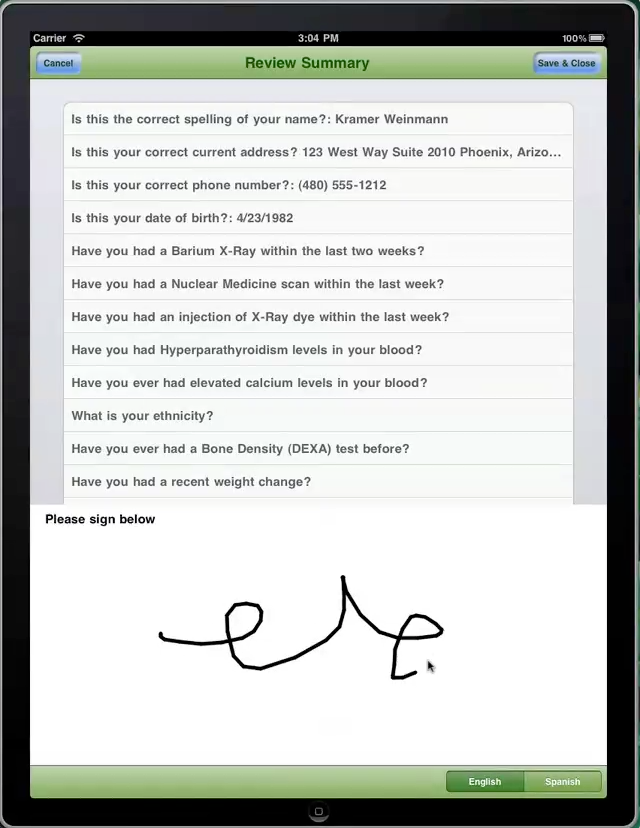 Carrier 3:04 PM 100%
Cancel Review Summary Save & Close
Is this the correct spelling of your name?: Kramer Weinmann
Is this your correct current address? 123 West Way Suite 2010 Phoenix, Arizo...
Is this your correct phone number?: (480) 555-1212
Is this your date of birth?: 4/23/1982
Have you had a Barium X-Ray within the last two weeks?
Have you had a Nuclear Medicine scan within the last week?
Have you had an injection of X-Ray dye within the last week?
Have you had Hyperparathyroidism levels in your blood?
Have you ever had elevated calcium levels in your blood?
What is your ethnicity?
Have you ever had a Bone Density (DEXA) test before?
Have you had a recent weight change?
Please sign below
English Spanish